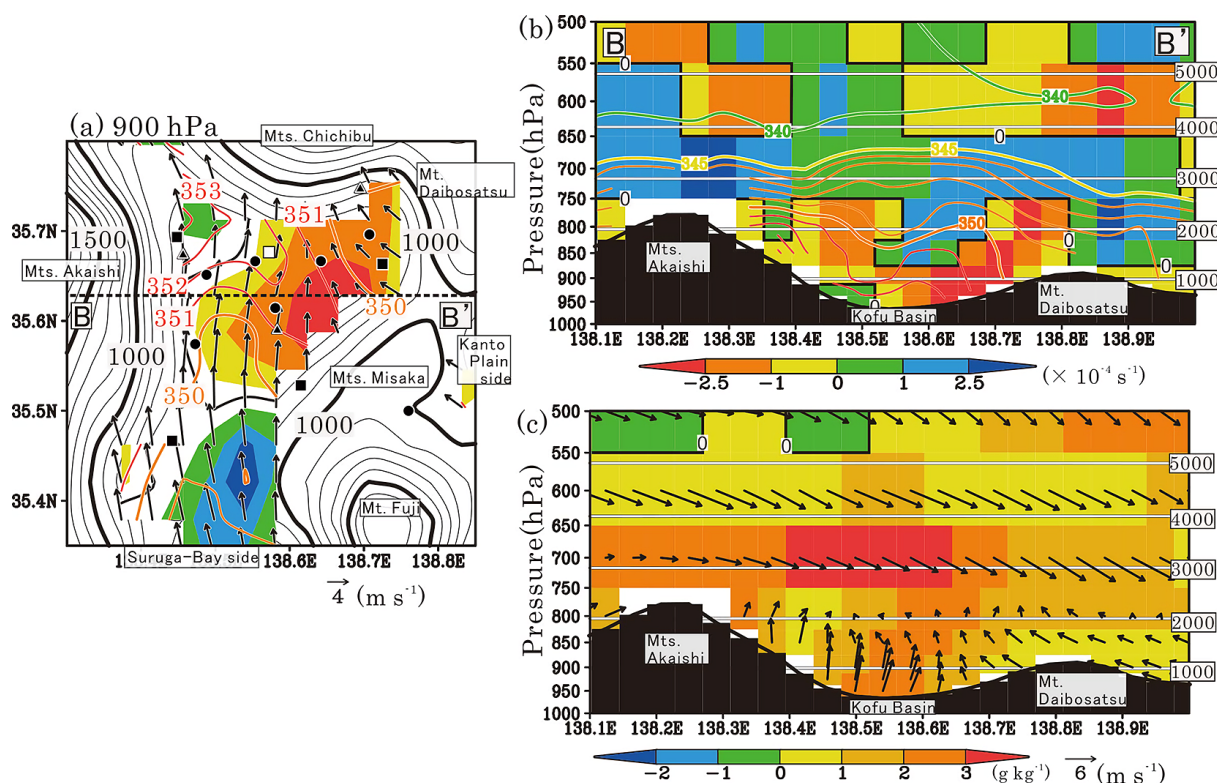 (a) 900 hPa
Mts. Chichibu
Mt.
Daibosatsu
353
351
1500
1000
Mts. Akaishi
352
351
350
B
B'
1000
350
Mts. Misaka
Kanto
Plain
side
1000
Mt. Fuji
Suruga-Bay side
35.7N
35.6N
35.5N
35.4N
138.6E
138.7E
138.8E
4 (m s⁻¹)
(b)
Pressure(hPa)
500
550
600
650
700
750
800
850
900
950
1000
B
B'
0
0
340
340
0
345
345
0
350
0
0
0
5000
4000
3000
2000
1000
Mts.
Akaishi
Kofu Basin
Mt.
Daibosatsu
138.1E 138.2E 138.3E 138.4E 138.5E 138.6E 138.7E 138.8E 138.9E
-2.5 -1 0 1 2.5 (× 10⁻⁴ s⁻¹)
(c)
Pressure(hPa)
500
550
600
650
700
750
800
850
900
950
1000
0
0
5000
4000
3000
2000
1000
Mts.
Akaishi
Kofu Basin
Mt.
Daibosatsu
138.1E 138.2E 138.3E 138.4E 138.5E 138.6E 138.7E 138.8E 138.9E
-2 -1 0 1 2 3 (g kg⁻¹) 6 (m s⁻¹)